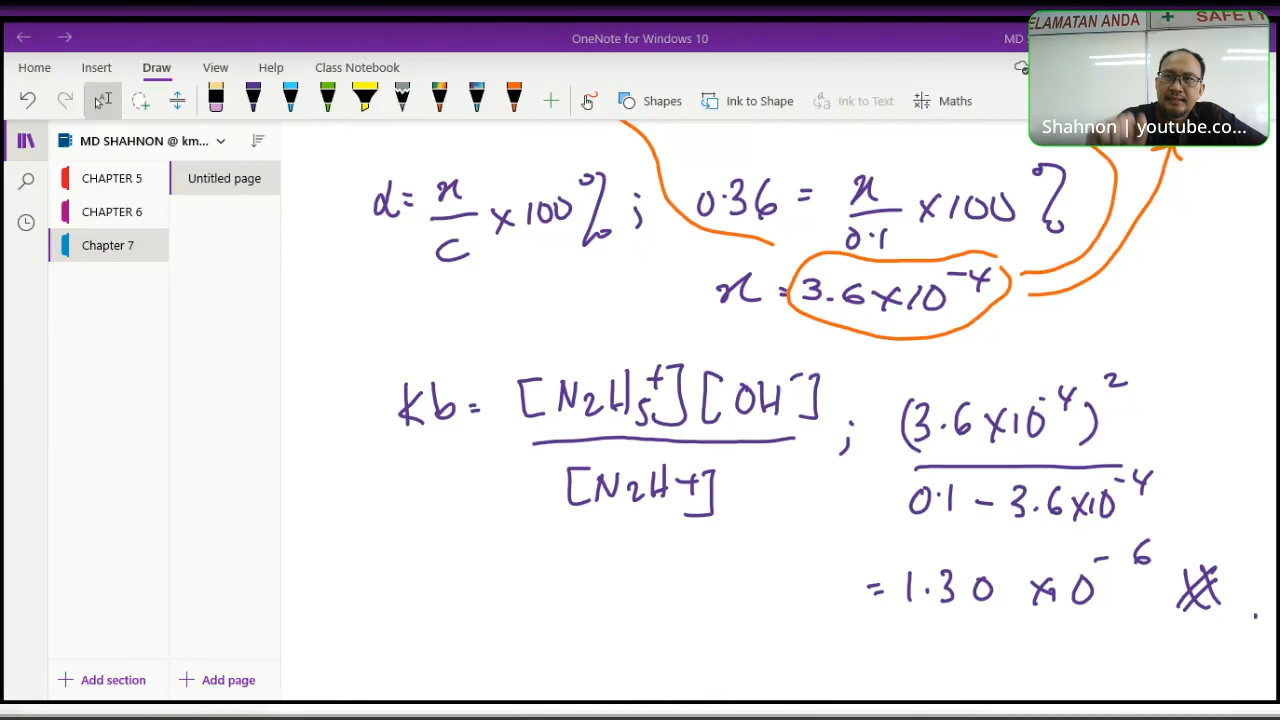 OneNote for Windows 10
MD
ELAMATAN ANDA + SAFETY
Shahnon | youtube.co...
Home Insert Draw View Help Class Notebook
Shapes Ink to Shape Ink to Text Maths
MD SHAHNON @ km...
CHAPTER 5
CHAPTER 6
Chapter 7
Untitled page
α = x/c × 100 % ; 0.36 = x/0.1 × 100 %
x = 3.6 × 10⁻⁴
Kb = [N2H5⁺][OH⁻] / [N2H4] ; (3.6 × 10⁻⁴)² / 0.1 − 3.6 × 10⁻⁴
= 1.30 × 10⁻⁶
+ Add section + Add page